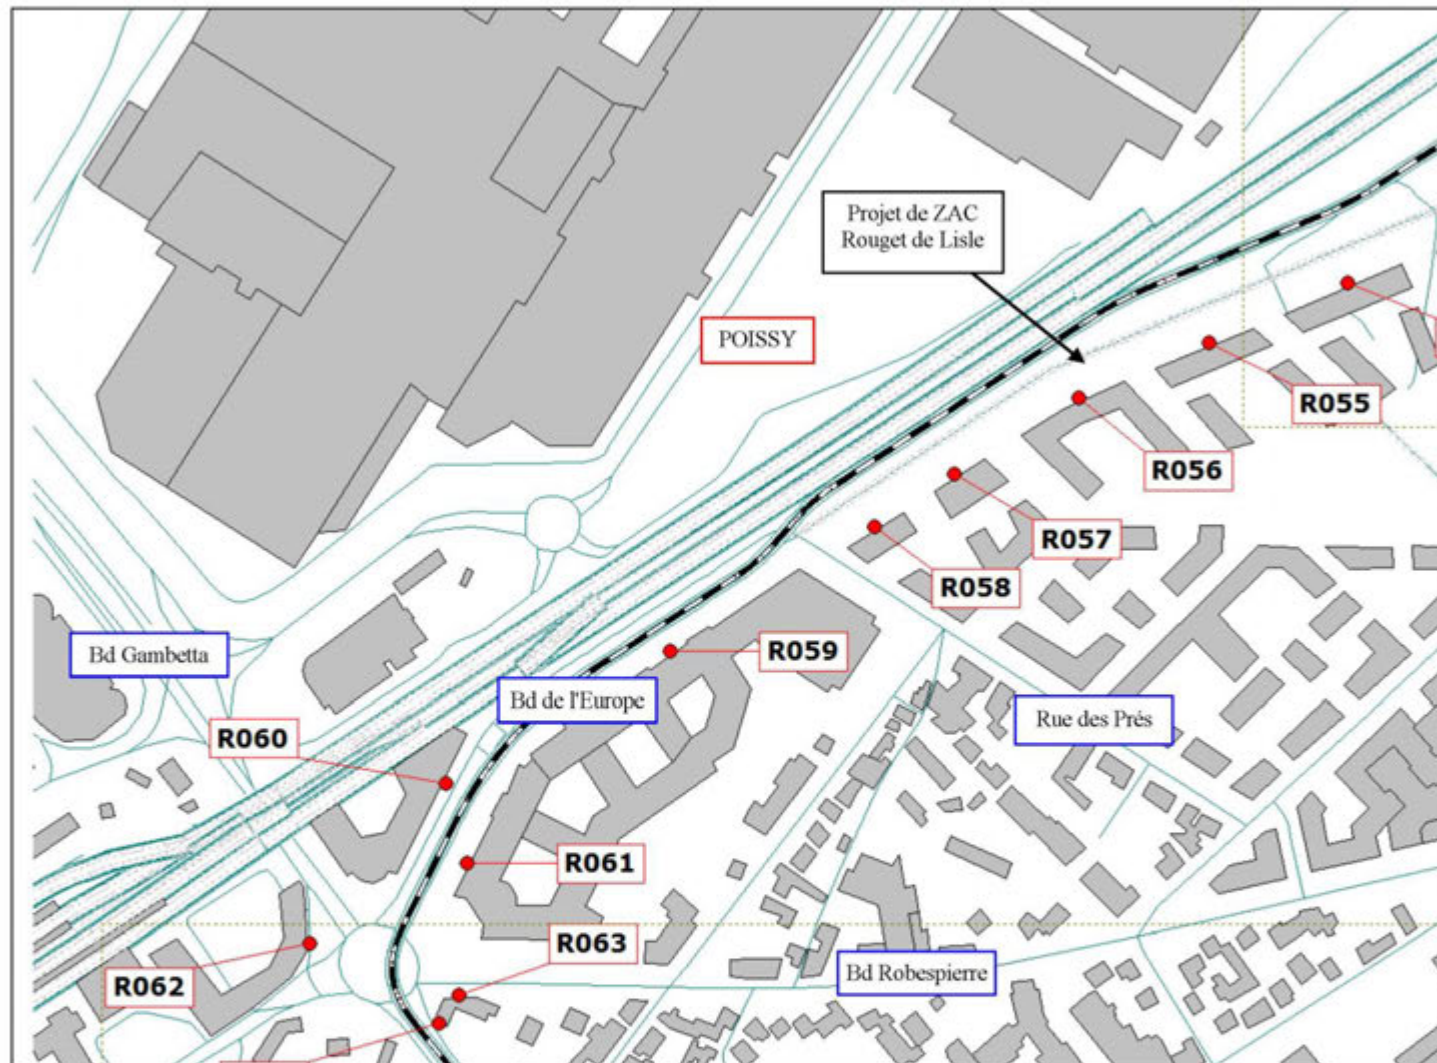 Projet de ZAC
Rouget de Lisle
POISSY
R055
R056
R057
R058
Bd Gambetta
R059
Bd de l'Europe
Rue des Prés
R060
R061
R063
Bd Robespierre
R062